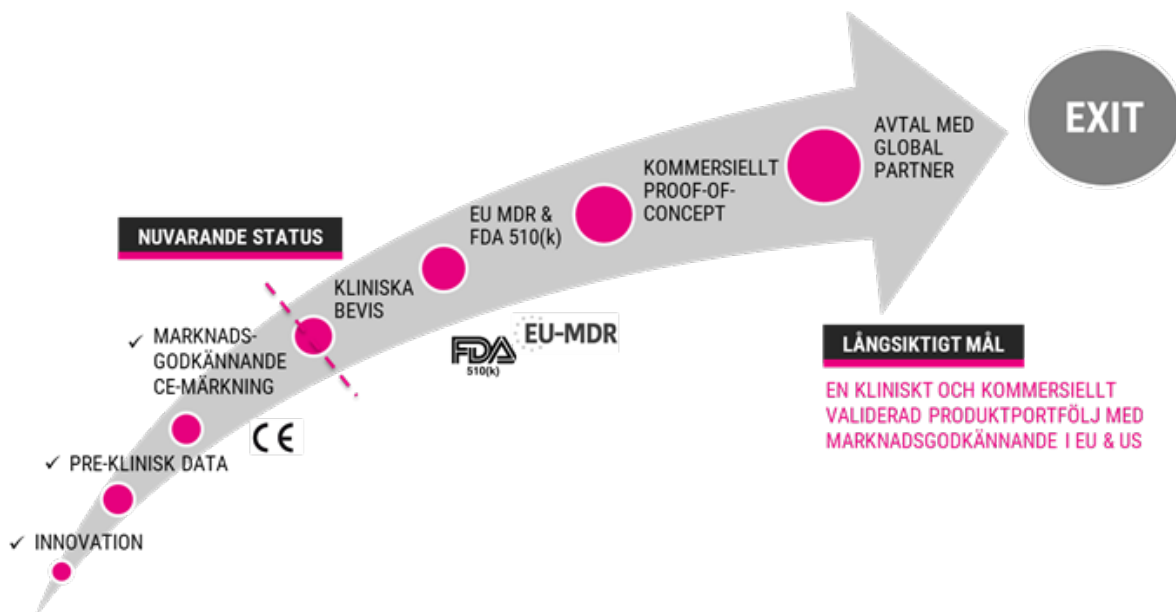 EXIT
AVTAL MED
GLOBAL
PARTNER
KOMMERSIELLT
PROOF-OF-
CONCEPT
EU MDR &
FDA 510(k)
NUVARANDE STATUS
KLINISKA
BEVIS
✓ MARKNADS-
GODKÄNNANDE
CE-MÄRKNING
CE
FDA
510(k)
EU-MDR
LÅNGSIKTIGT MÅL
EN KLINISKT OCH KOMMERSIELLT
VALIDERAD PRODUKTPORTFÖLJ MED
MARKNADSGODKÄNNANDE I EU & US
✓ PRE-KLINISK DATA
✓ INNOVATION